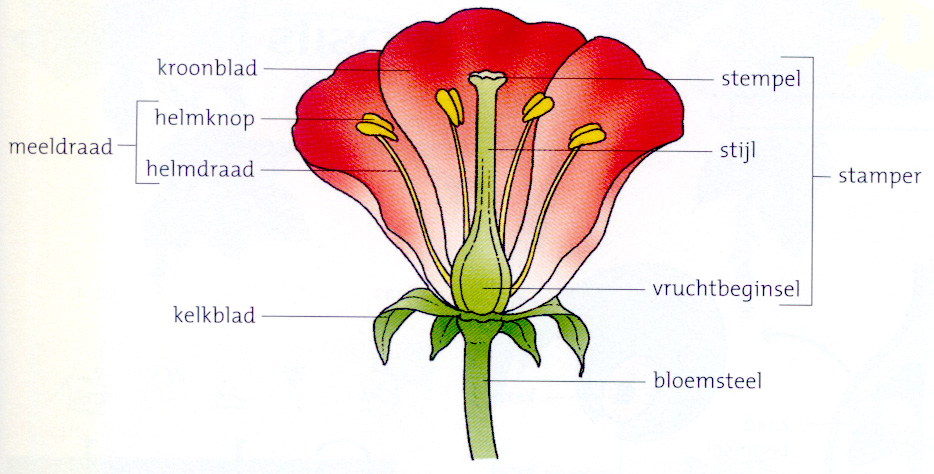 kroonblad
helmknop
meeldraad
helmdraad
kelkblad
stempel
stijl
stamper
vruchtbeginsel
bloemsteel